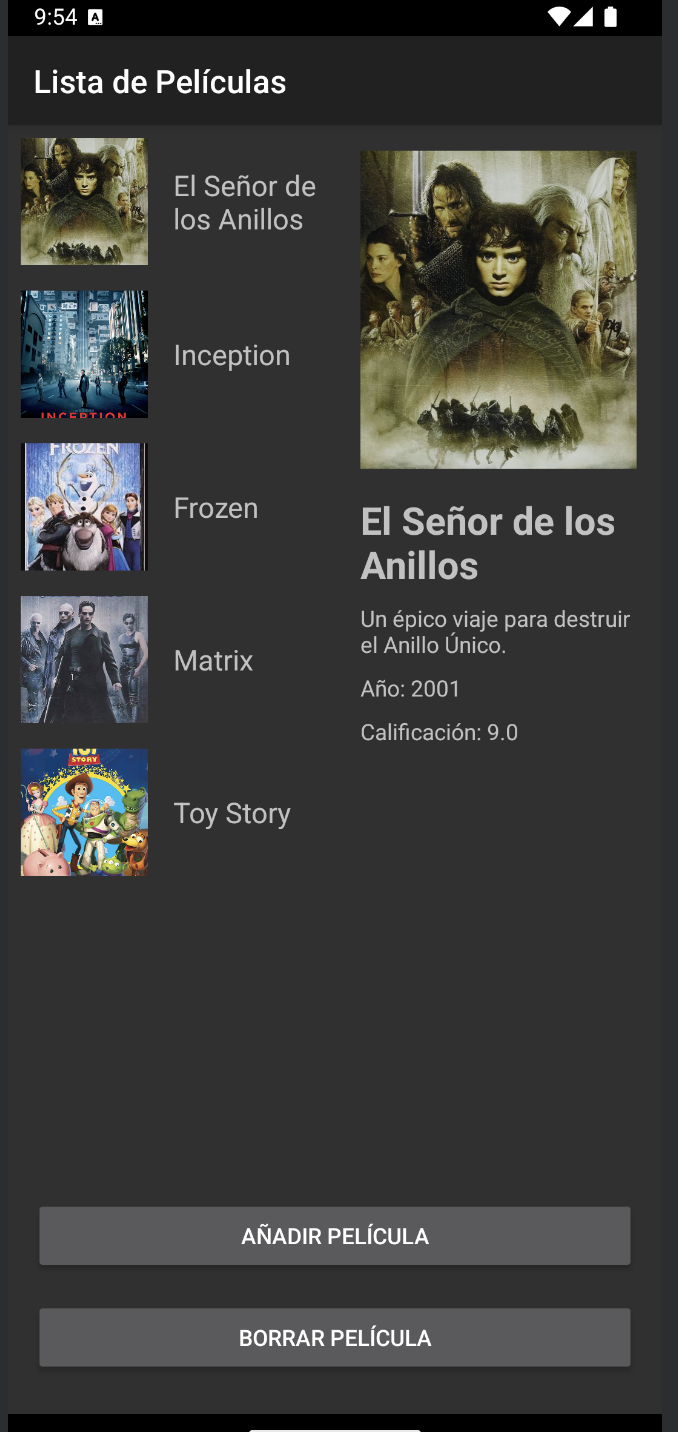 9:54 A
Lista de Películas
El Señor de
los Anillos
Inception
INCEPTION
FROZEN
Frozen
Matrix
TOY
STORY
Toy Story
El Señor de los
Anillos
Un épico viaje para destruir
el Anillo Único.
Año: 2001
Calificación: 9.0
AÑADIR PELÍCULA
BORRAR PELÍCULA